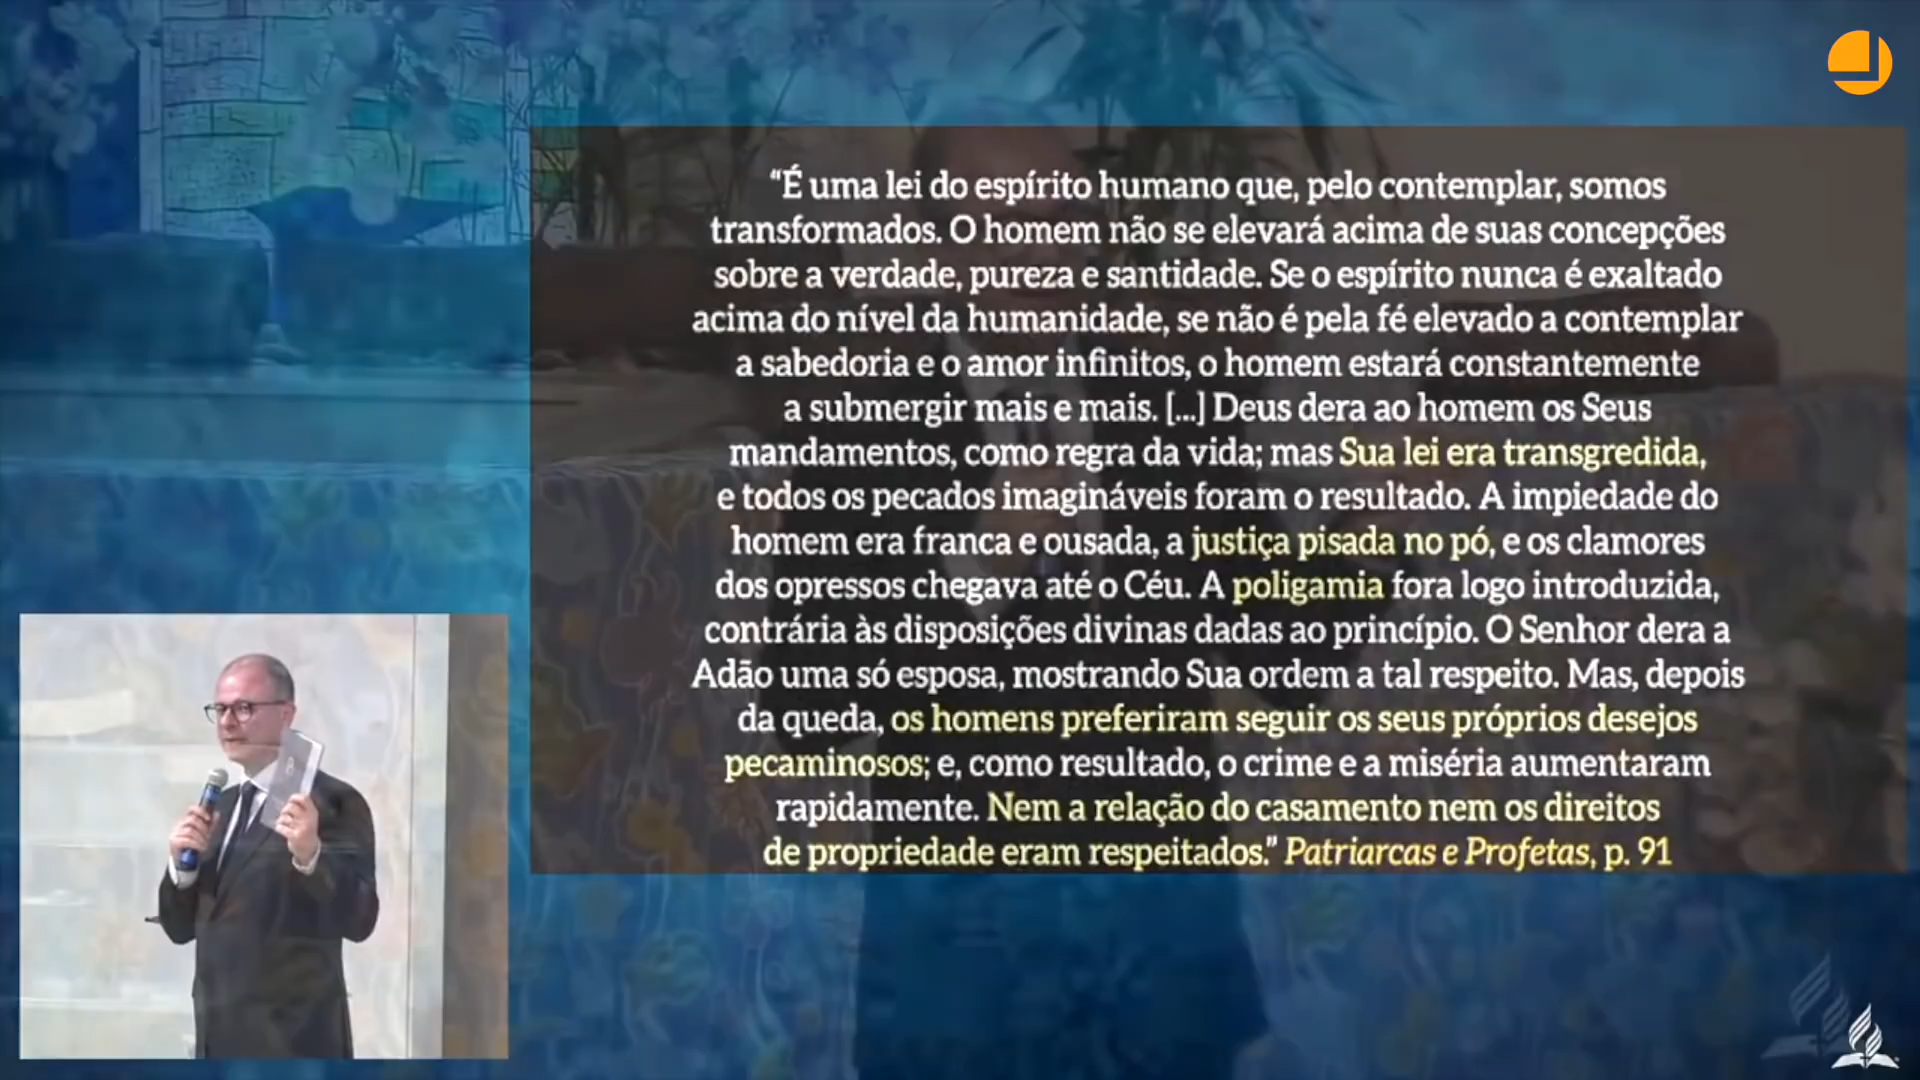 “É uma lei do espírito humano que, pelo contemplar, somos
transformados. O homem não se elevará acima de suas concepções
sobre a verdade, pureza e santidade. Se o espírito nunca é exaltado
acima do nível da humanidade, se não é pela fé elevado a contemplar
a sabedoria e o amor infinitos, o homem estará constantemente
a submergir mais e mais. [...] Deus dera ao homem os Seus
mandamentos, como regra da vida; mas Sua lei era transgredida,
e todos os pecados imagináveis foram o resultado. A impiedade do
homem era franca e ousada, a justiça pisada no pó, e os clamores
dos opressos chegava até o Céu. A poligamia fora logo introduzida,
contrária às disposições divinas dadas ao princípio. O Senhor dera a
Adão uma só esposa, mostrando Sua ordem a tal respeito. Mas, depois
da queda, os homens preferiram seguir os seus próprios desejos
pecaminosos; e, como resultado, o crime e a miséria aumentaram
rapidamente. Nem a relação do casamento nem os direitos
de propriedade eram respeitados.” Patriarcas e Profetas, p. 91